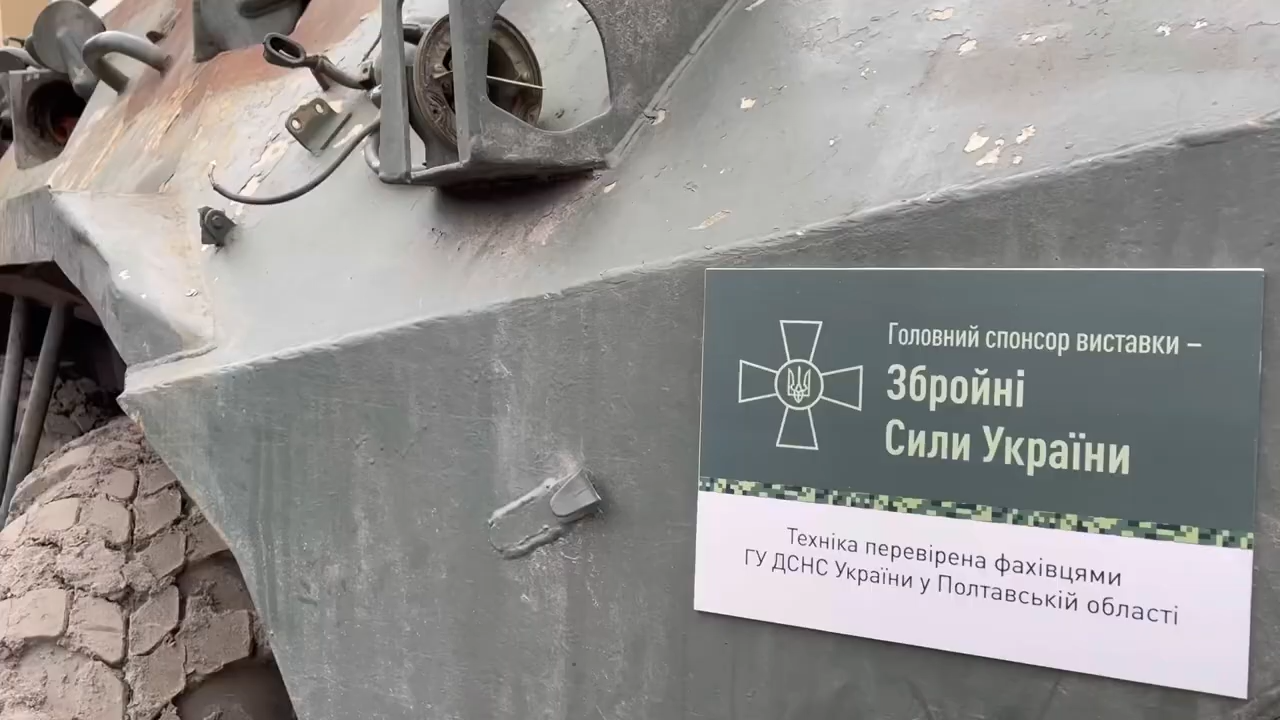 Головний спонсор виставки –
Збройні
Сили України
Техніка перевірена фахівцями
ГУ ДСНС України у Полтавській області